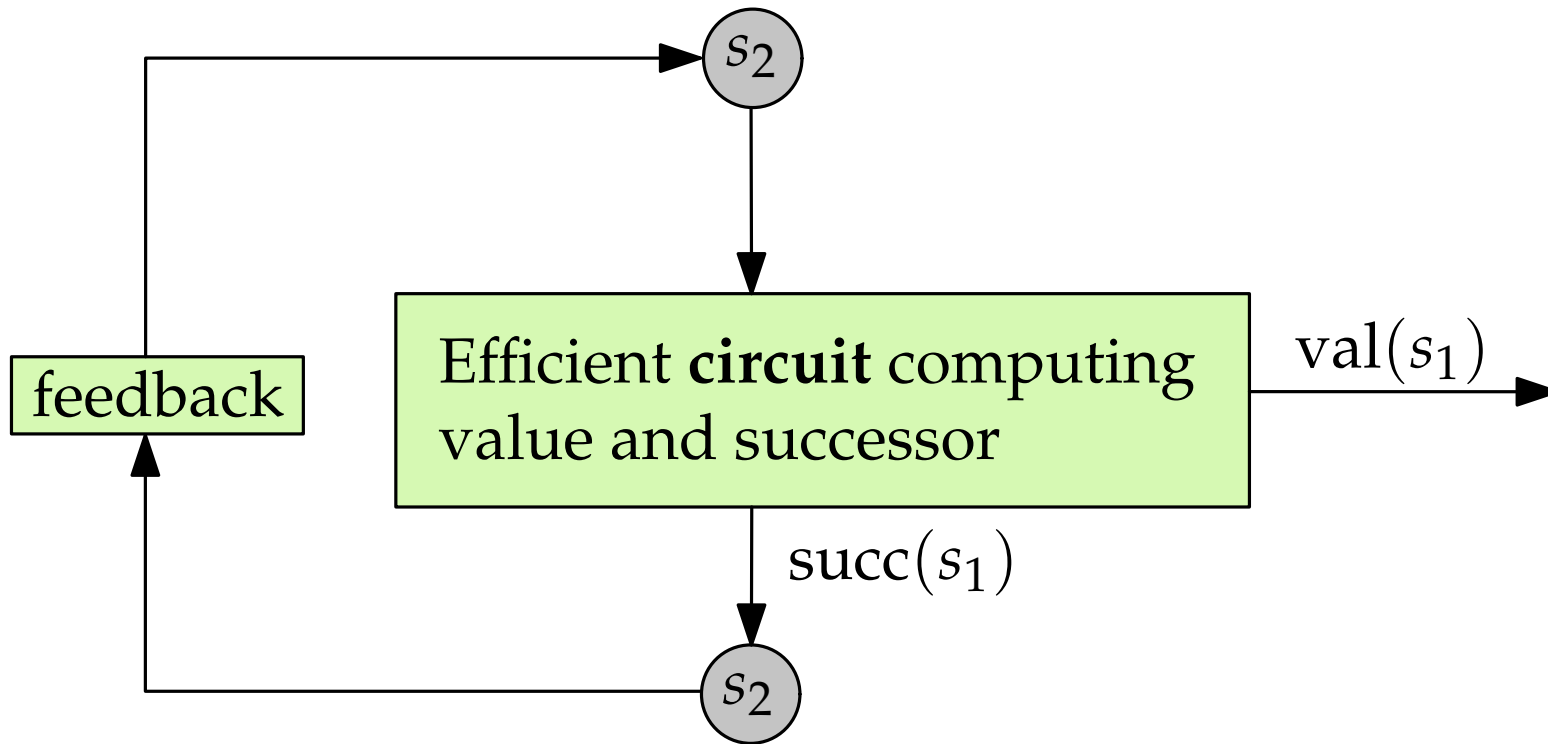 s₂
Efficient circuit computing
value and successor
val(s₁)
feedback
succ(s₁)
s₂